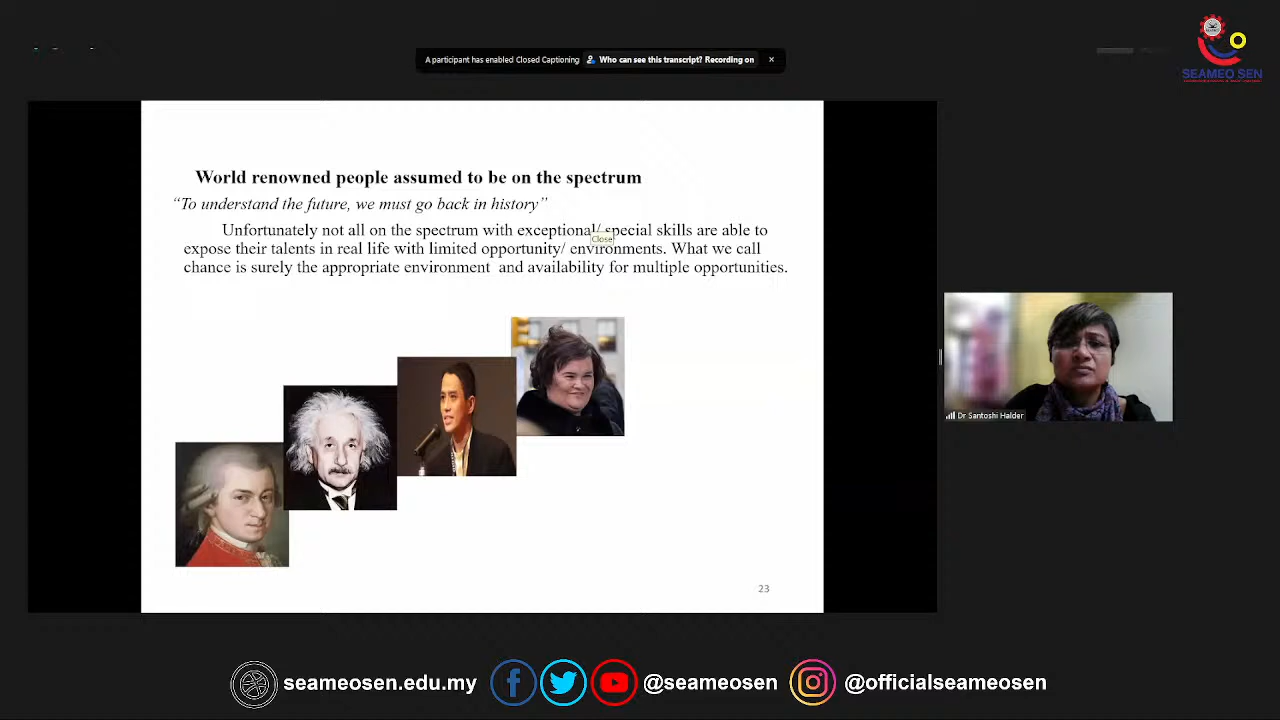 SEAMEO SEN
A participant has enabled Closed Captioning Who can see this transcript? Recording on ×
World renowned people assumed to be on the spectrum
“To understand the future, we must go back in history”
Unfortunately not all on the spectrum with exceptional/ special skills are able to
Close
expose their talents in real life with limited opportunity/ environments. What we call
chance is surely the appropriate environment and availability for multiple opportunities.
Dr Santoshi Halder
23
seameosen.edu.my @seameosen @officialseameosen